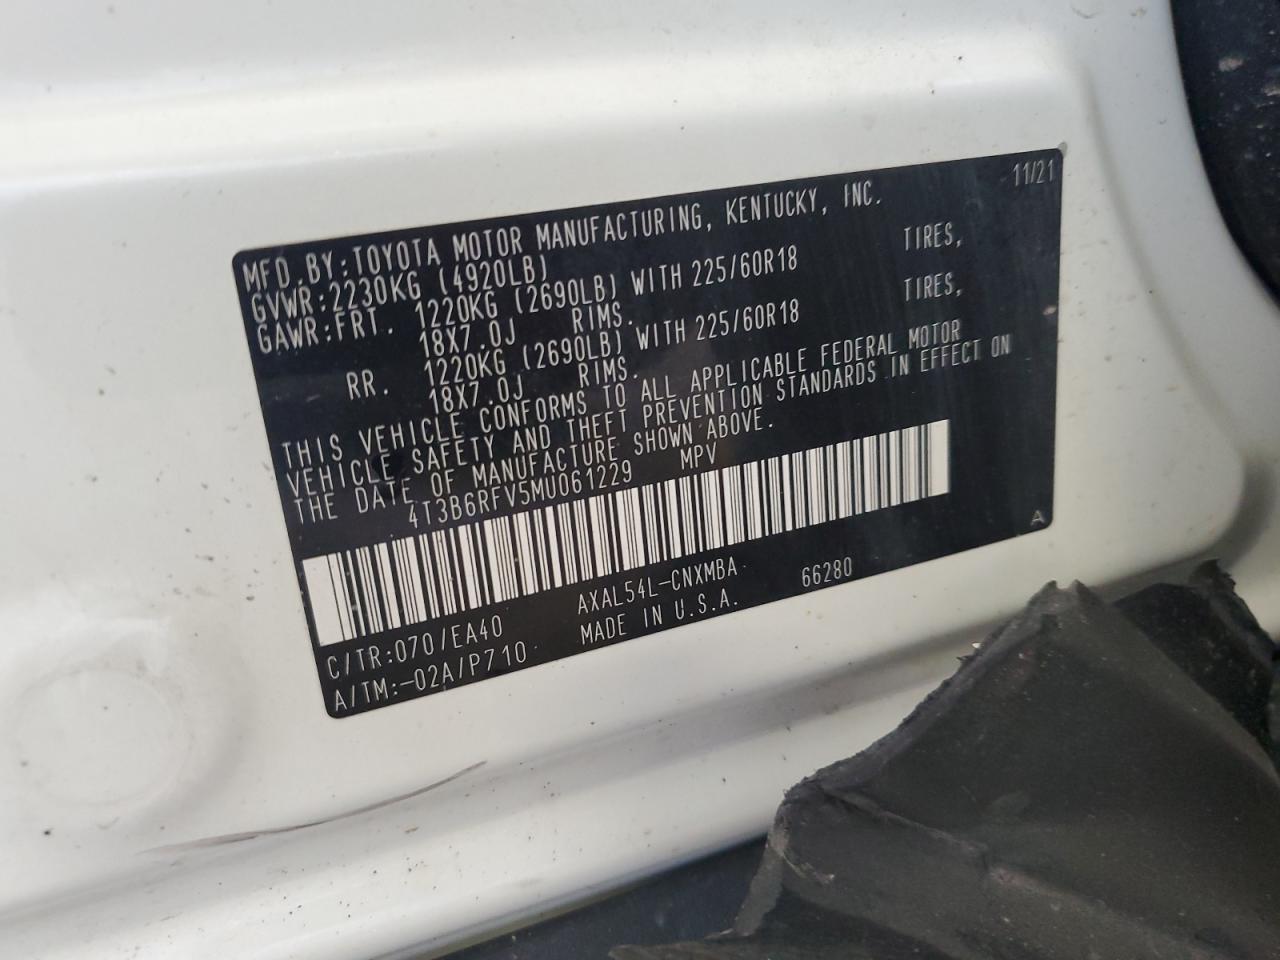 11/21
MFD.BY:TOYOTA MOTOR MANUFACTURING, KENTUCKY, INC.
GVWR:2230KG (4920LB)
GAWR:FRT. 1220KG (2690LB) WITH 225/60R18 TIRES,
18X7.0J RIMS.
RR. 1220KG (2690LB) WITH 225/60R18 TIRES,
18X7.0J RIMS.
THIS VEHICLE CONFORMS TO ALL APPLICABLE FEDERAL MOTOR
VEHICLE SAFETY AND THEFT PREVENTION STANDARDS IN EFFECT ON
THE DATE OF MANUFACTURE SHOWN ABOVE.
4T3B6RFV5MU061229 MPV
A
C/TR:070/EA40 AXAL54L-CNXMBA 66280
A/TM:-02A/P710 MADE IN U.S.A.